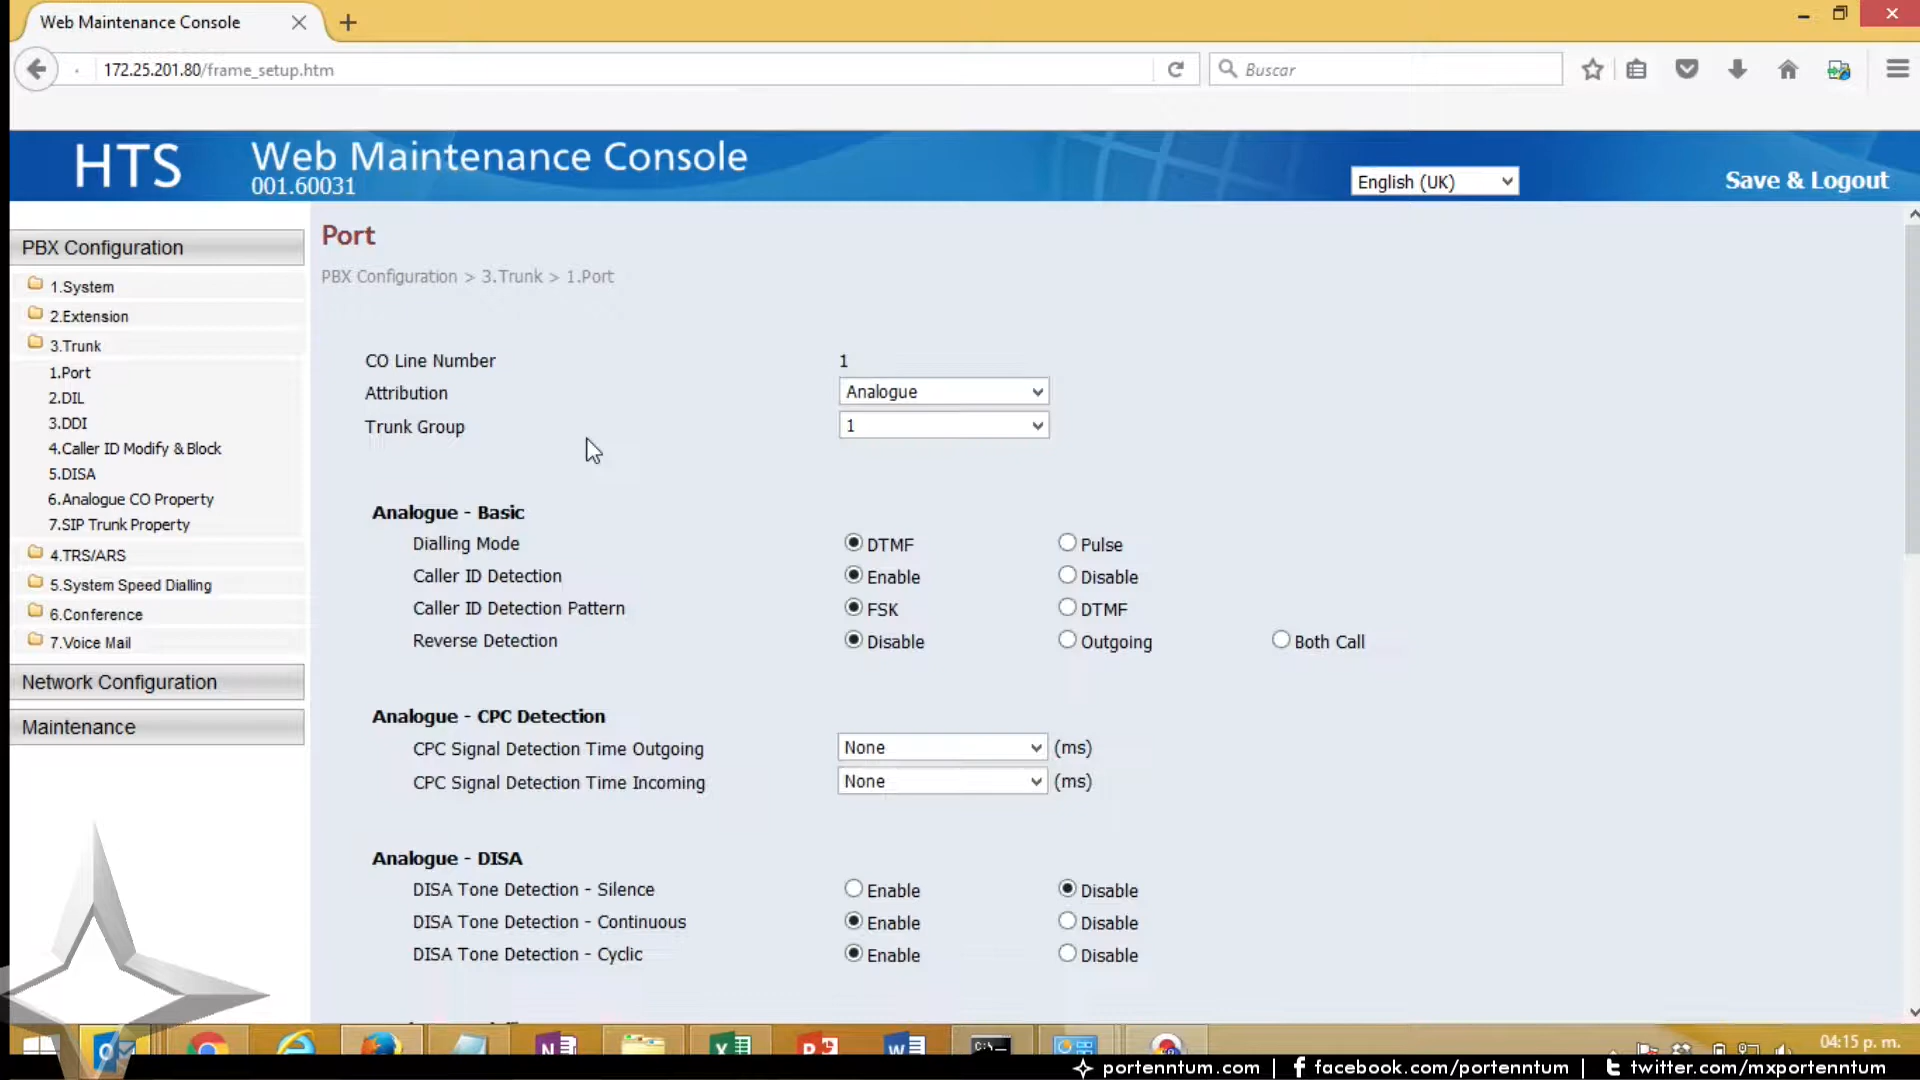 Web Maintenance Console
172.25.201.80/frame_setup.htm
Buscar
HTS
Web Maintenance Console
001.60031
English (UK)
Save & Logout
PBX Configuration
1.System
2.Extension
3.Trunk
1.Port
2.DIL
3.DDI
4.Caller ID Modify & Block
5.DISA
6.Analogue CO Property
7.SIP Trunk Property
4.TRS/ARS
5.System Speed Dialling
6.Conference
7.Voice Mail
Network Configuration
Maintenance
Port
PBX Configuration > 3.Trunk > 1.Port
CO Line Number 1
Attribution Analogue
Trunk Group 1
Analogue - Basic
Dialling Mode DTMF Pulse
Caller ID Detection Enable Disable
Caller ID Detection Pattern FSK DTMF
Reverse Detection Disable Outgoing Both Call
Analogue - CPC Detection
CPC Signal Detection Time Outgoing None (ms)
CPC Signal Detection Time Incoming None (ms)
Analogue - DISA
DISA Tone Detection - Silence Enable Disable
DISA Tone Detection - Continuous Enable Disable
DISA Tone Detection - Cyclic Enable Disable
04:15 p. m.
portenntum.com | facebook.com/portenntum | twitter.com/mxportenntum